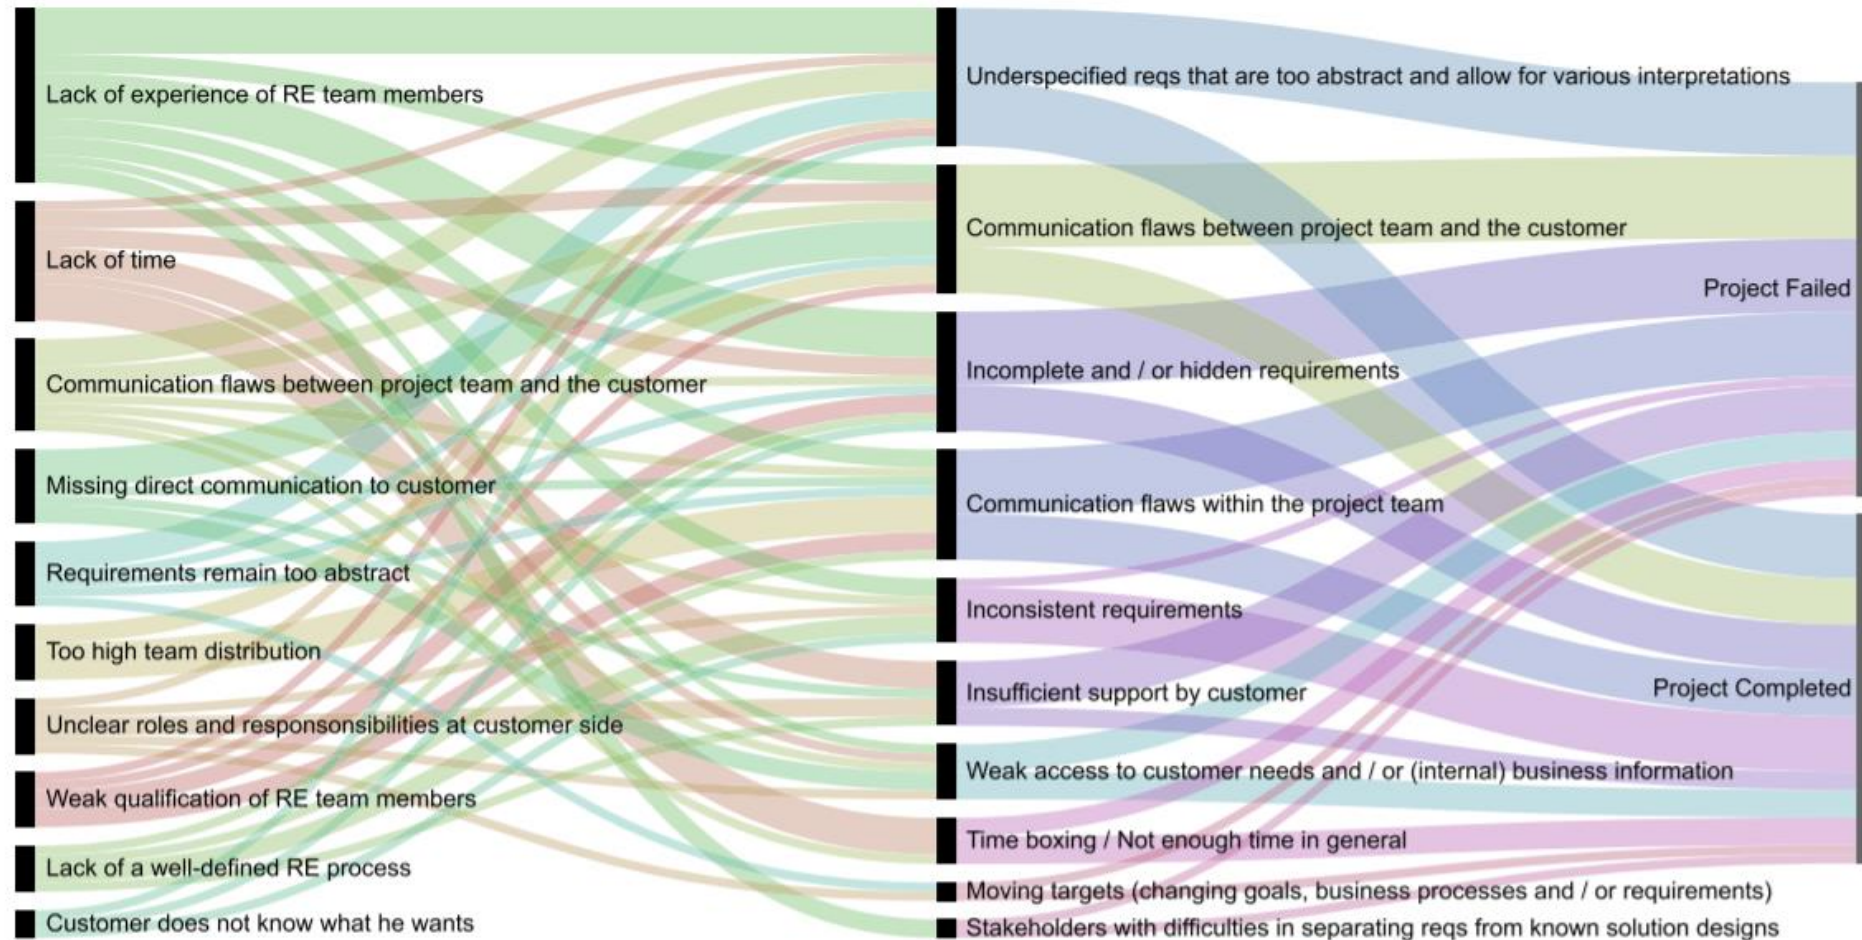 Lack of experience of RE team members
Lack of time
Communication flaws between project team and the customer
Missing direct communication to customer
Requirements remain too abstract
Too high team distribution
Unclear roles and responsonsibilities at customer side
Weak qualification of RE team members
Lack of a well-defined RE process
Customer does not know what he wants
Underspecified reqs that are too abstract and allow for various interpretations
Communication flaws between project team and the customer
Incomplete and / or hidden requirements
Communication flaws within the project team
Inconsistent requirements
Insufficient support by customer
Weak access to customer needs and / or (internal) business information
Time boxing / Not enough time in general
Moving targets (changing goals, business processes and / or requirements)
Stakeholders with difficulties in separating reqs from known solution designs
Project Failed
Project Completed